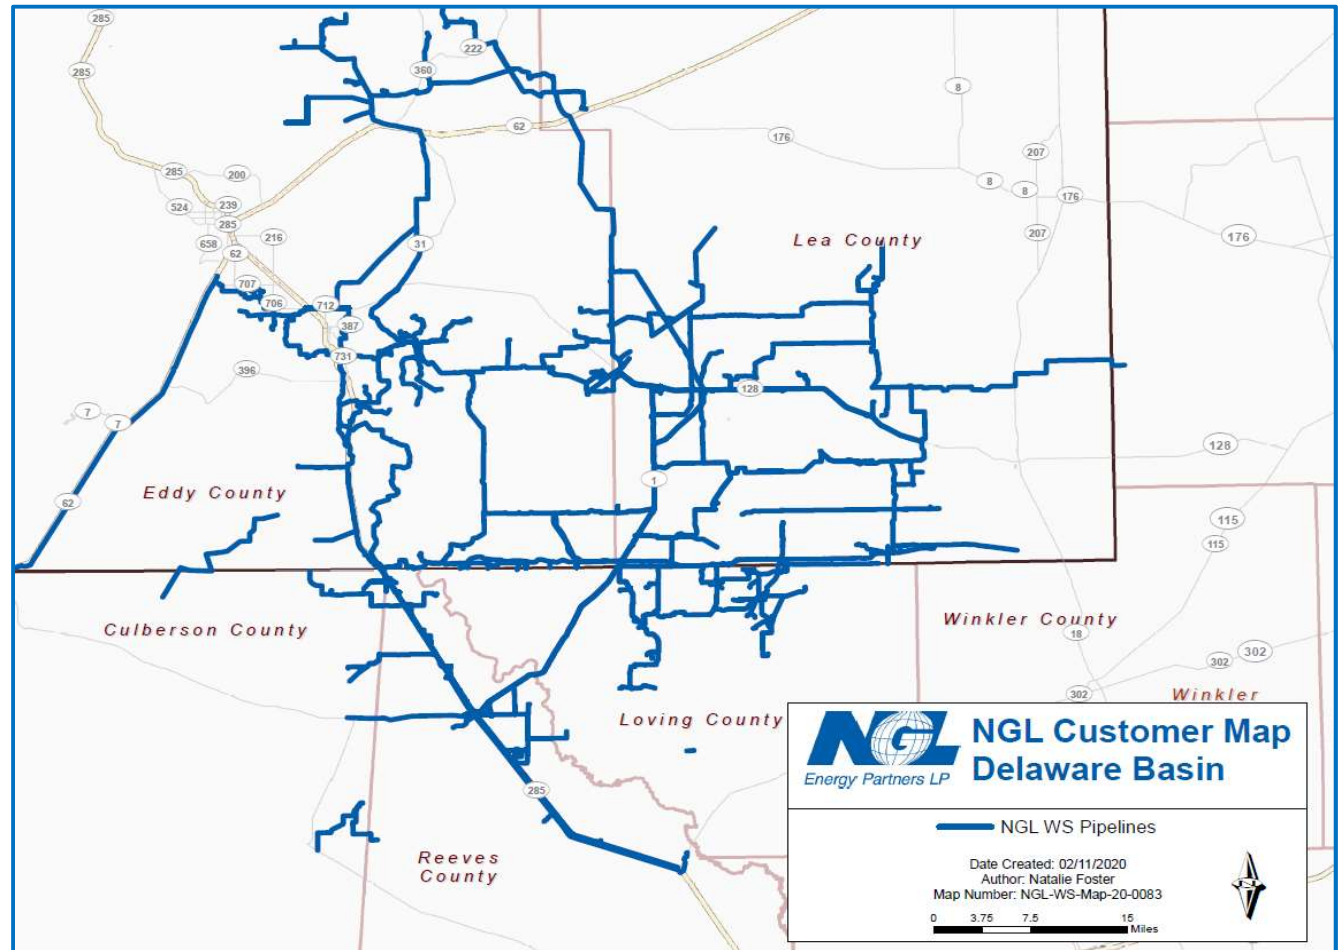 285
222
360
285
8
62
176
207
285
200
8
8
176
524
239
285
216
176
658
62
31
Lea County
207
707
706
712
387
731
396
128
7
7
128
1
Eddy County
62
115
115
Culberson County
Winkler County
18
302
302
302
Winkler
Loving County
285
Reeves
County
NGL
Energy Partners LP
NGL Customer Map
Delaware Basin
NGL WS Pipelines
Date Created: 02/11/2020
Author: Natalie Foster
Map Number: NGL-WS-Map-20-0083
0 3.75 7.5 15
Miles